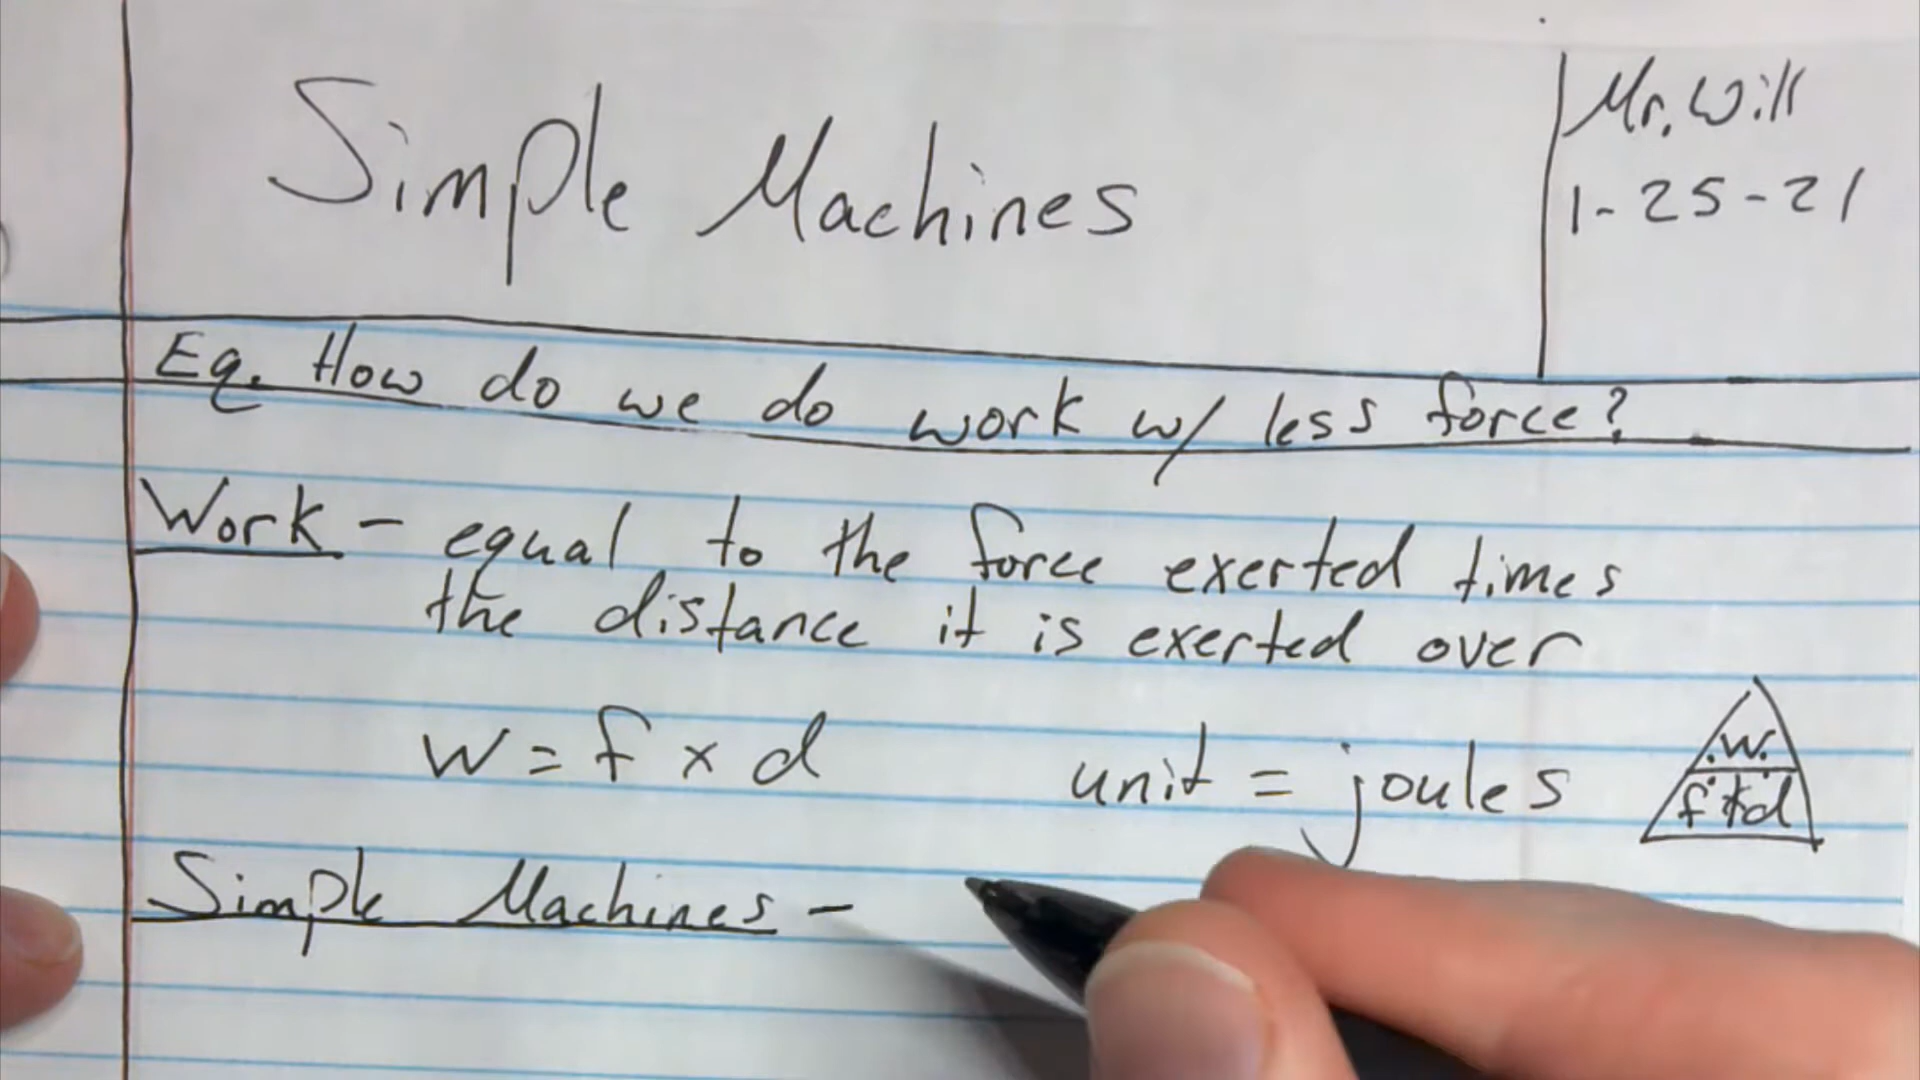 Simple Machines
Mr. Will
1-25-21
Eq. How do we do work w/ less force?
Work - equal to the force exerted times
the distance it is exerted over
w = f x d
unit = joules
w
f * d
Simple Machines -